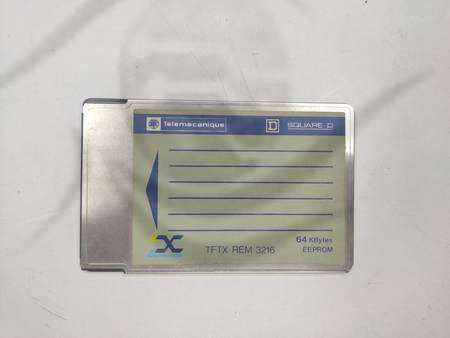 Telemecanique D SQUARE D
64 KBytes
TFTX REM 3216 EEPROM